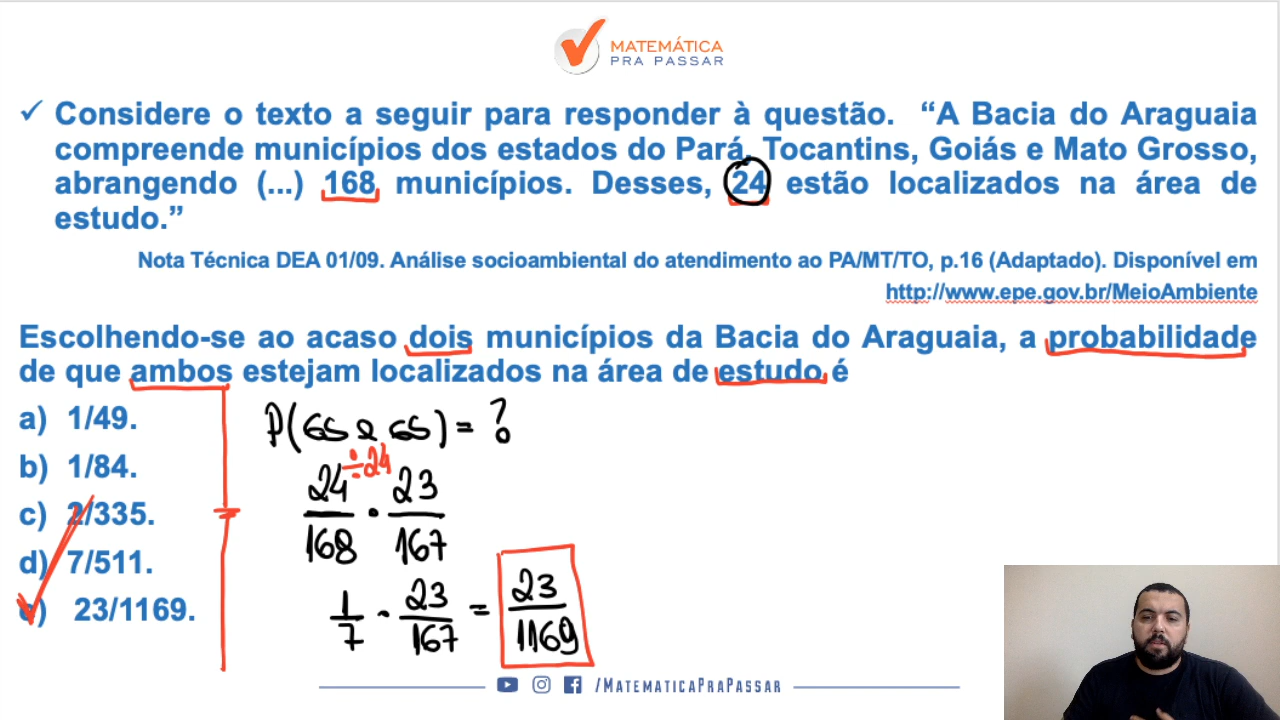 MATEMÁTICA
PRA PASSAR
✓ Considere o texto a seguir para responder à questão. “A Bacia do Araguaia
compreende municípios dos estados do Pará, Tocantins, Goiás e Mato Grosso,
abrangendo (...) 168 municípios. Desses, 24 estão localizados na área de
estudo.”
Nota Técnica DEA 01/09. Análise socioambiental do atendimento ao PA/MT/TO, p.16 (Adaptado). Disponível em
http://www.epe.gov.br/MeioAmbiente
Escolhendo-se ao acaso dois municípios da Bacia do Araguaia, a probabilidade
de que ambos estejam localizados na área de estudo é
a) 1/49.
b) 1/84.
c) 2/335.
d) 7/511.
e) 23/1169.
P( e ) = ?
÷24
24/168 · 23/167
1/7 · 23/167 = 23/1169
/MatematicaPraPassar